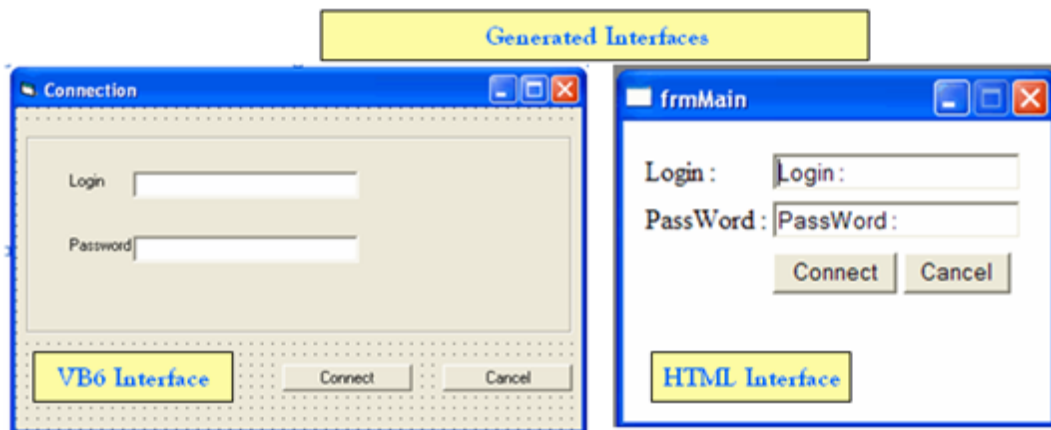 Generated Interfaces
Connection
Login
Password
VB6 Interface
Connect
Cancel
frmMain
Login :
Login :
PassWord :
PassWord :
Connect
Cancel
HTML Interface